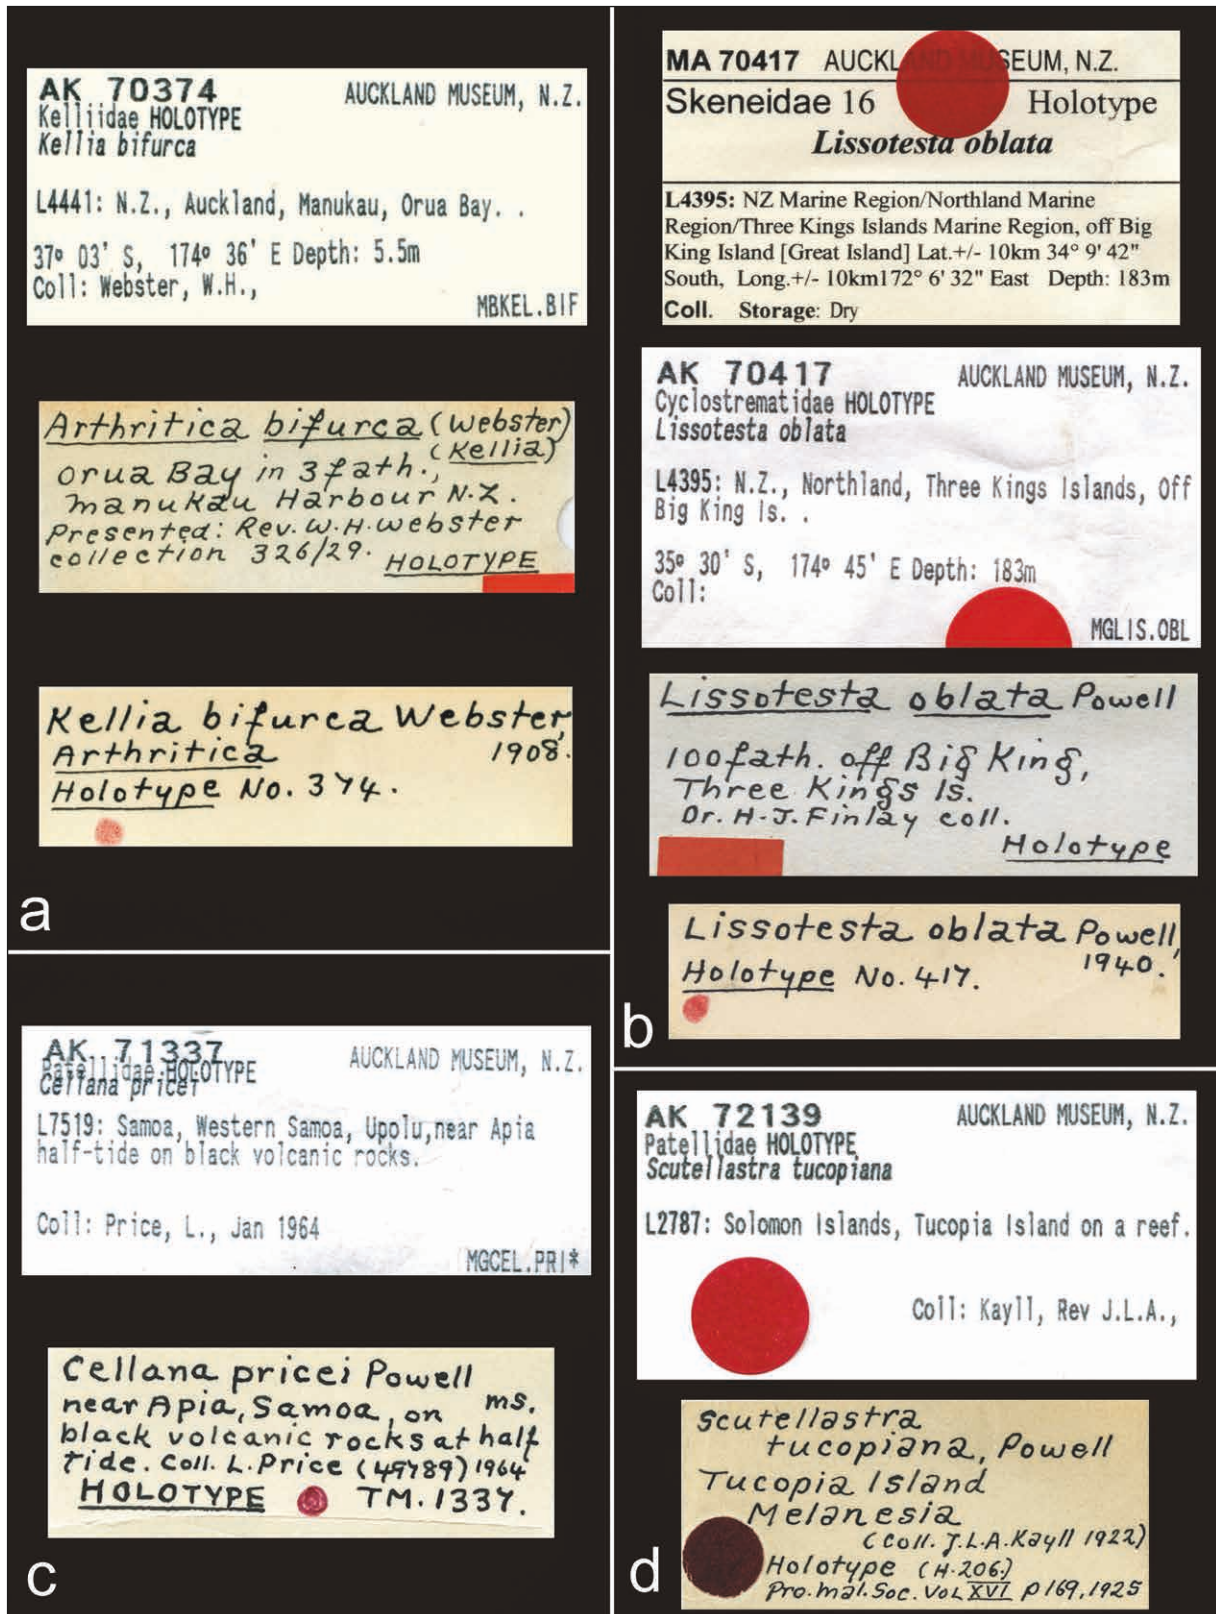 AK 70374 AUCKLAND MUSEUM, N.Z.
Kelliidae HOLOTYPE
Kellia bifurca
L4441: N.Z., Auckland, Manukau, Orua Bay. .
37º 03' S, 174º 36' E Depth: 5.5m
Coll: Webster, W.H.,
MBKEL.BIF
Arthritica bifurca (Webster)
(Kellia)
Orua Bay in 3 fath.,
Manukau Harbour N.Z.
Presented: Rev. W.H. Webster
collection 326/29.
HOLOTYPE
Kellia bifurca Webster,
Arthritica 1908.
Holotype No. 374.
a
MA 70417 AUCKLAND MUSEUM, N.Z.
Skeneidae 16 Holotype
Lissotesta oblata
L4395: NZ Marine Region/Northland Marine
Region/Three Kings Islands Marine Region, off Big
King Island [Great Island] Lat.+/- 10km 34° 9' 42"
South, Long.+/- 10km172° 6' 32" East Depth: 183m
Coll. Storage: Dry
AK 70417 AUCKLAND MUSEUM, N.Z.
Cyclostrematidae HOLOTYPE
Lissotesta oblata
L4395: N.Z., Northland, Three Kings Islands, Off
Big King Is. .
35º 30' S, 174º 45' E Depth: 183m
Coll:
MGLIS.OBL
Lissotesta oblata Powell
100 fath. off Big King,
Three Kings Is.
Dr. H.J. Finlay coll.
Holotype
Lissotesta oblata Powell,
1940.
Holotype No. 417.
b
AK 71337 AUCKLAND MUSEUM, N.Z.
Patellidae HOLOTYPE
Cellana pricei
L7519: Samoa, Western Samoa, Upolu,near Apia
half-tide on black volcanic rocks.
Coll: Price, L., Jan 1964
MGCEL.PRI*
Cellana pricei Powell
ms.
near Apia, Samoa, on
black volcanic rocks at half
tide. Coll. L. Price (49789) 1964
HOLOTYPE TM. 1337.
c
AK 72139 AUCKLAND MUSEUM, N.Z.
Patellidae HOLOTYPE
Scutellastra tucopiana
L2787: Solomon Islands, Tucopia Island on a reef.
Coll: Kayll, Rev J.L.A.,
Scutellastra
tucopiana, Powell
Tucopia Island
Melanesia
(Coll. J.L.A. Kayll 1922)
Holotype (H.206.)
Pro. Mal. Soc. Vol XVI p 169, 1925
d